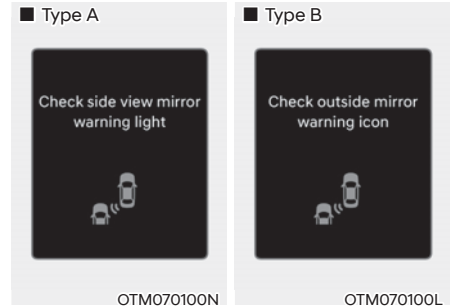 ■ Type A
Check side view mirror
warning light
OTM070100N
■ Type B
Check outside mirror
warning icon
OTM070100L